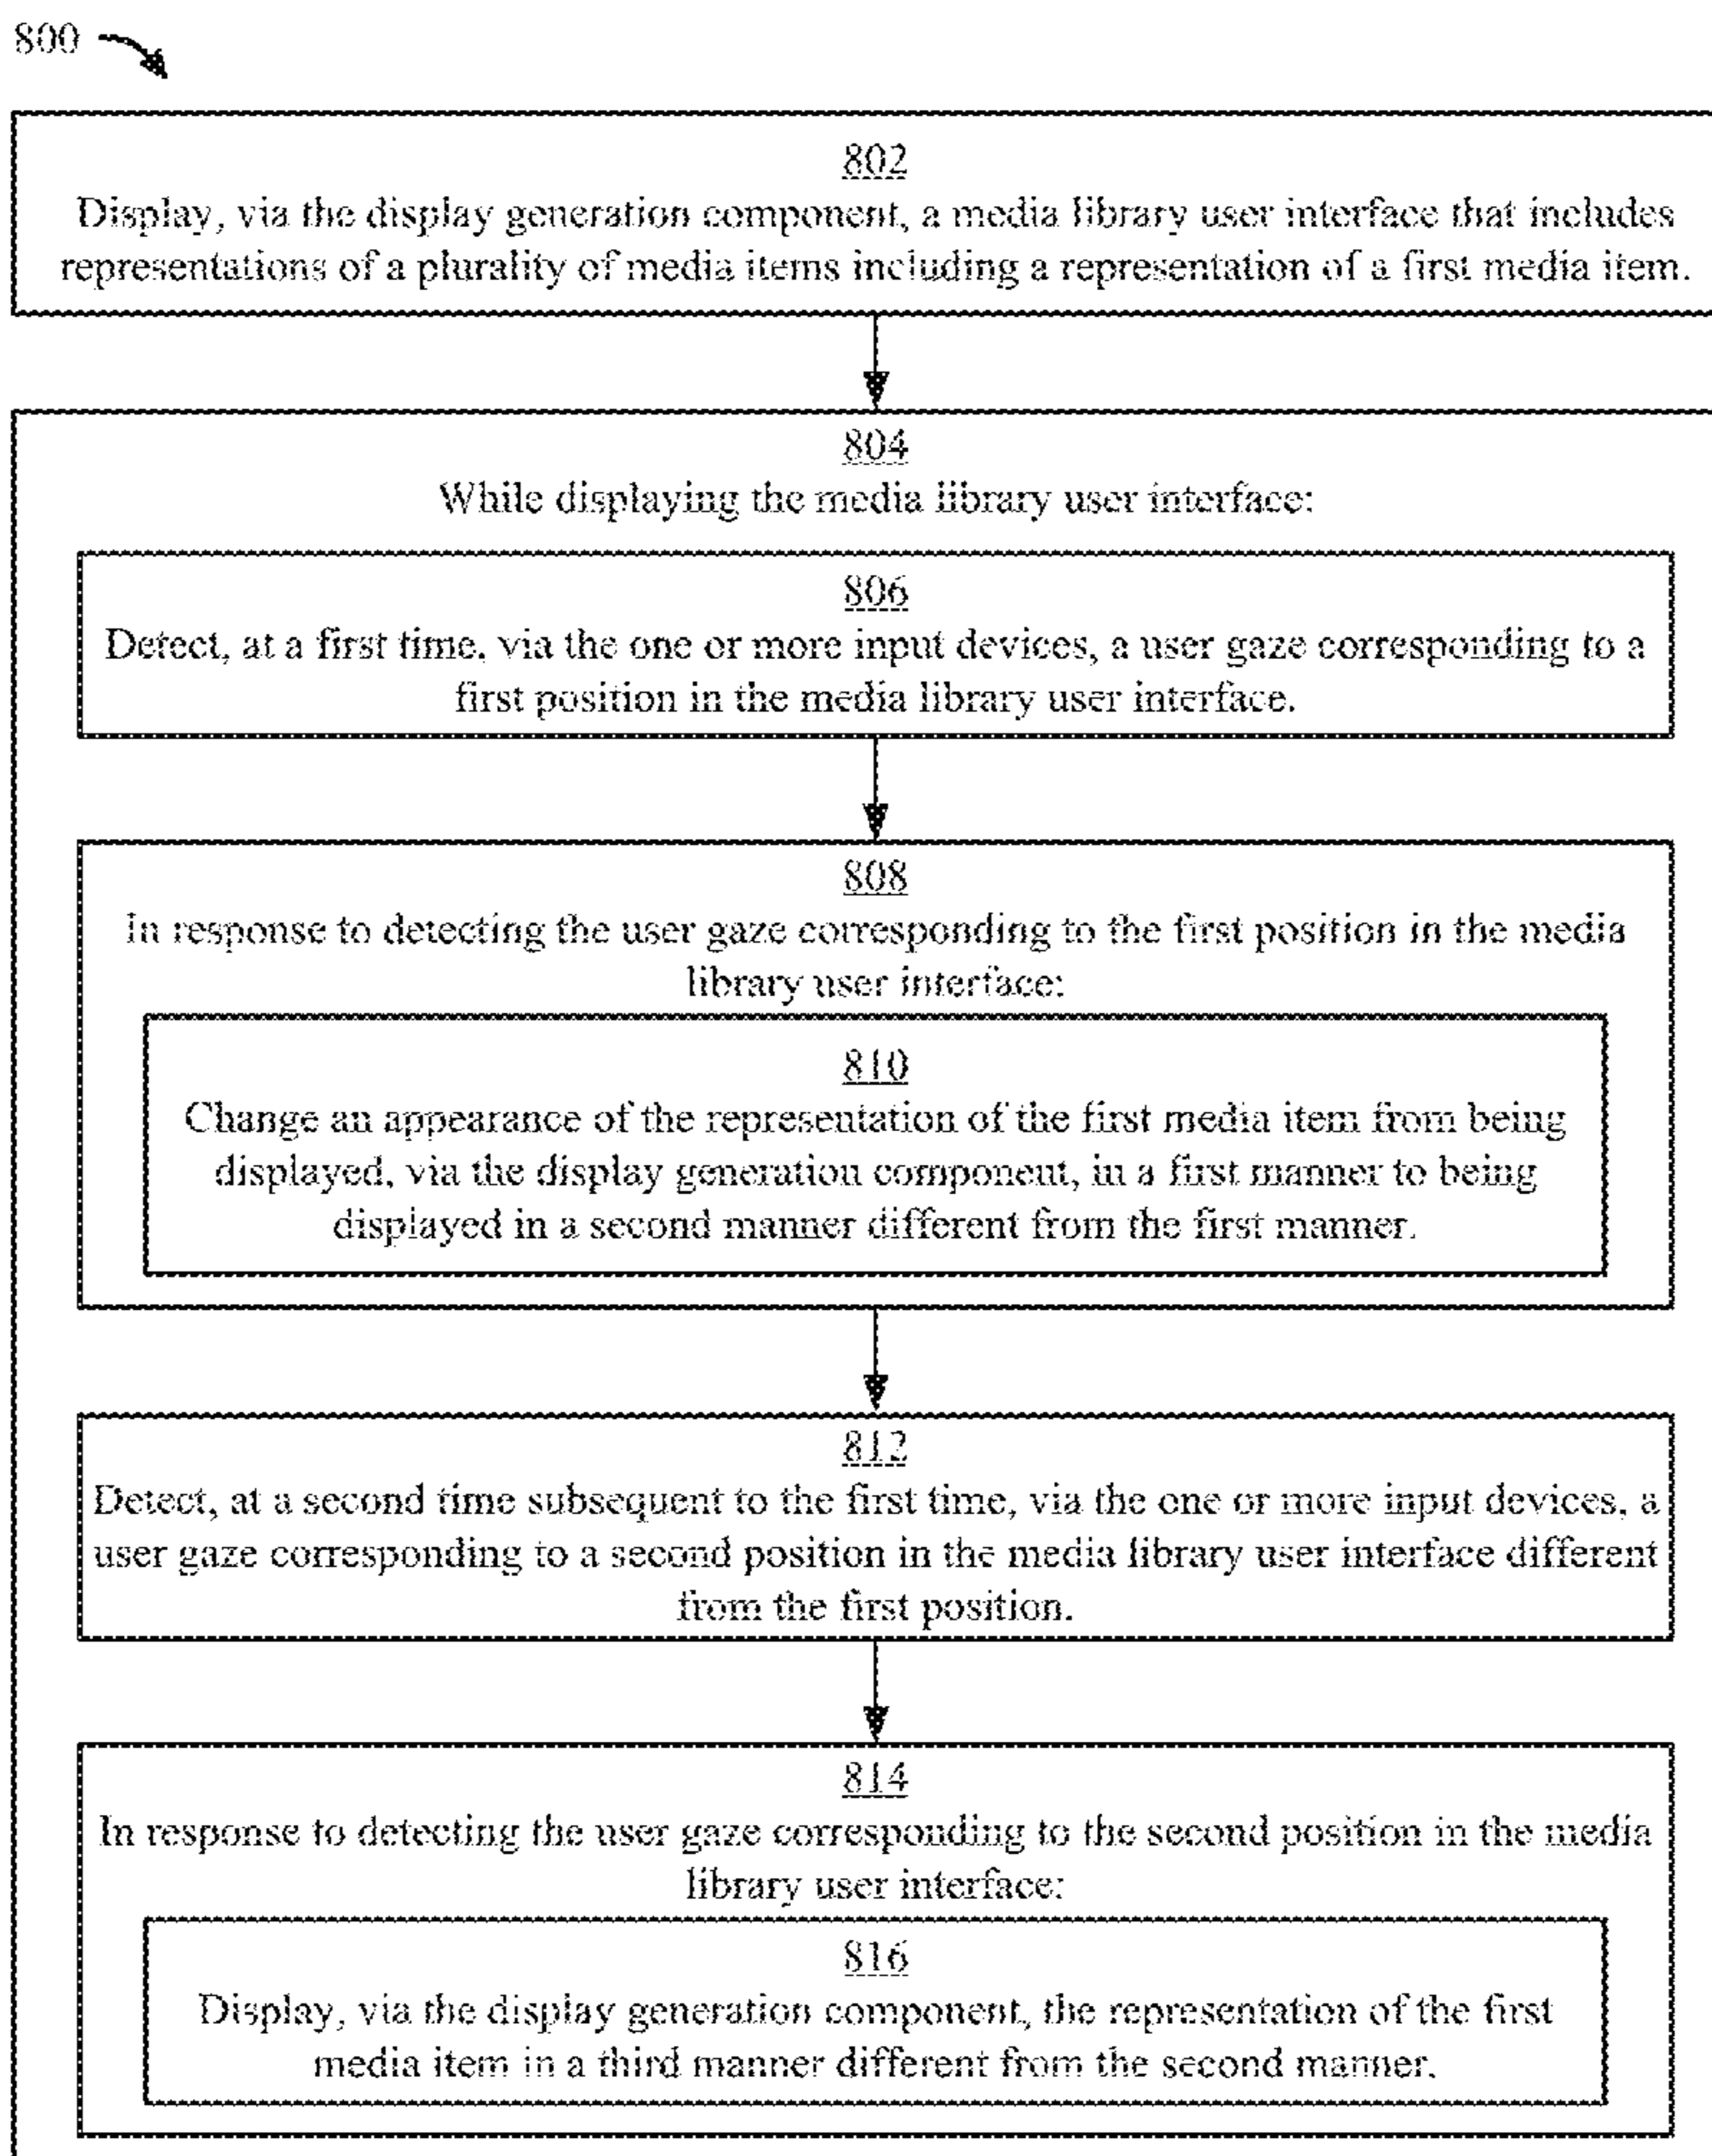 800
802
Display, via the display generation component, a media library user interface that includes
representations of a plurality of media items including a representation of a first media item.
804
While displaying the media library user interface:
806
Detect, at a first time, via the one or more input devices, a user gaze corresponding to a
first position in the media library user interface.
808
In response to detecting the user gaze corresponding to the first position in the media
library user interface:
810
Change an appearance of the representation of the first media item from being
displayed, via the display generation component, in a first manner to being
displayed in a second manner different from the first manner.
812
Detect, at a second time subsequent to the first time, via the one or more input devices, a
user gaze corresponding to a second position in the media library user interface different
from the first position.
814
In response to detecting the user gaze corresponding to the second position in the media
library user interface:
816
Display, via the display generation component, the representation of the first
media item in a third manner different from the second manner.